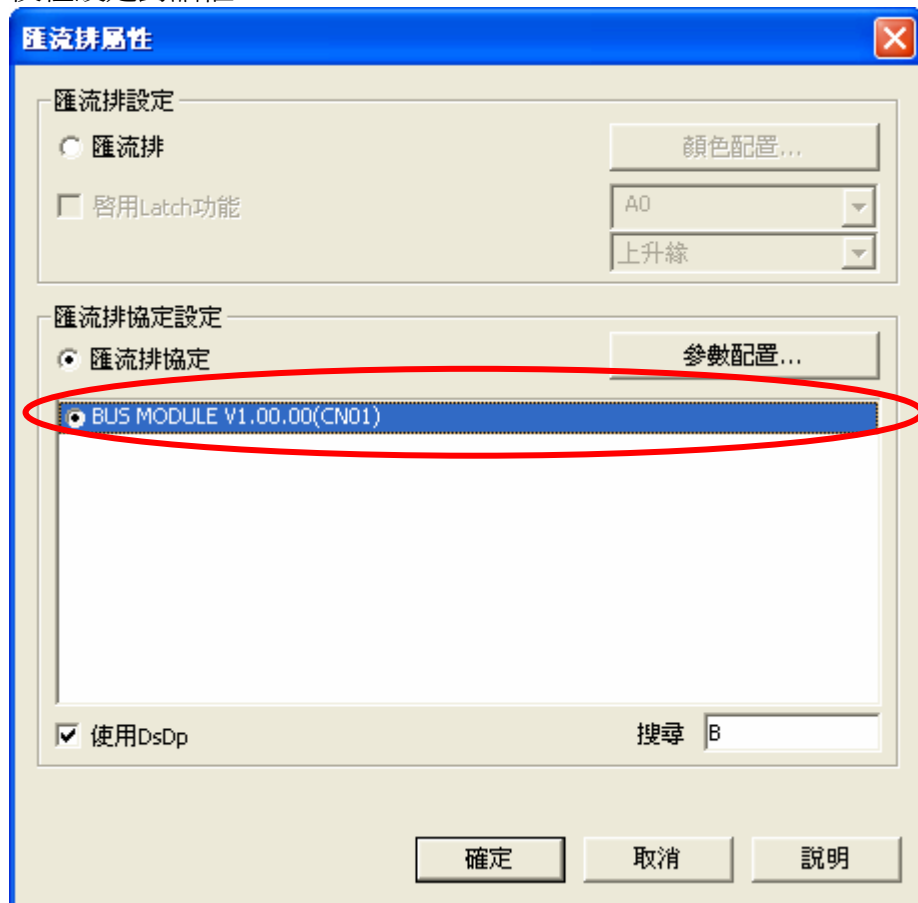 匯流排屬性
匯流排設定
匯流排
顏色配置...
啓用Latch功能
A0
上升緣
匯流排協定設定
匯流排協定
參數配置...
BUS MODULE V1.00.00(CN01)
使用DsDp
搜尋 B
確定 取消 說明